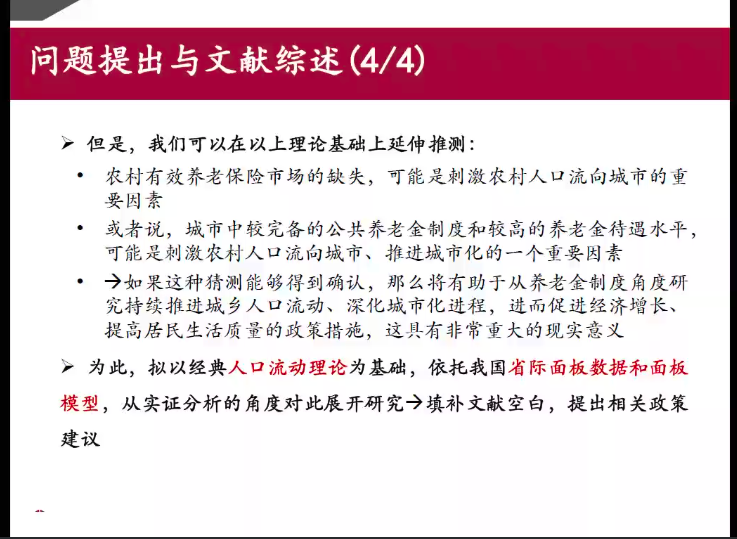 问题提出与文献综述(4/4)
➢ 但是，我们可以在以上理论基础上延伸推测：
• 农村有效养老保险市场的缺失，可能是刺激农村人口流向城市的重
要因素
• 或者说，城市中较完备的公共养老金制度和较高的养老金待遇水平，
可能是刺激农村人口流向城市、推进城市化的一个重要因素
• →如果这种猜测能够得到确认，那么将有助于从养老金制度角度研
究持续推进城乡人口流动、深化城市化进程，进而促进经济增长、
提高居民生活质量的政策措施，这具有非常重大的现实意义
➢ 为此，拟以经典人口流动理论为基础，依托我国省际面板数据和面板
模型，从实证分析的角度对此展开研究→填补文献空白，提出相关政策
建议